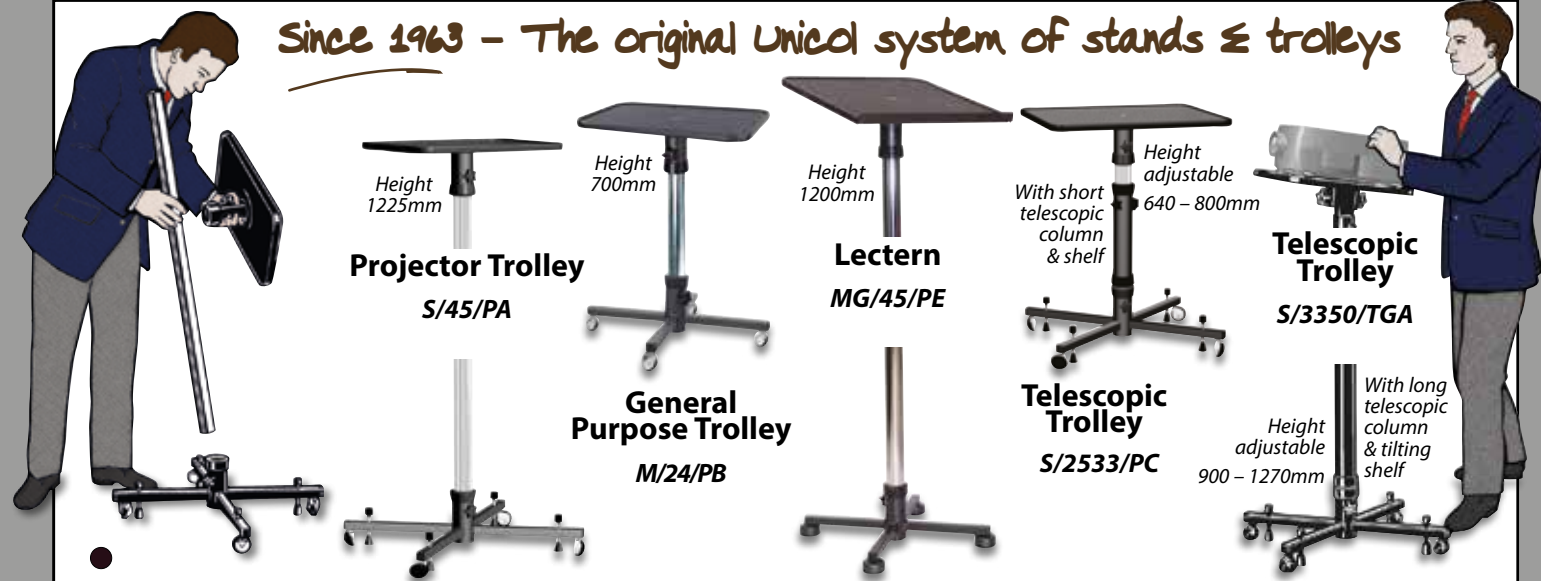 Since 1963 – The original Unicol system of stands & trolleys
Height
1225mm
Projector Trolley
S/45/PA
Height
700mm
General
Purpose Trolley
M/24/PB
Height
1200mm
Lectern
MG/45/PE
With short
telescopic
column
& shelf
Height
adjustable
640 – 800mm
Telescopic
Trolley
S/2533/PC
Telescopic
Trolley
S/3350/TGA
Height
adjustable
900 – 1270mm
With long
telescopic
column
& tilting
shelf